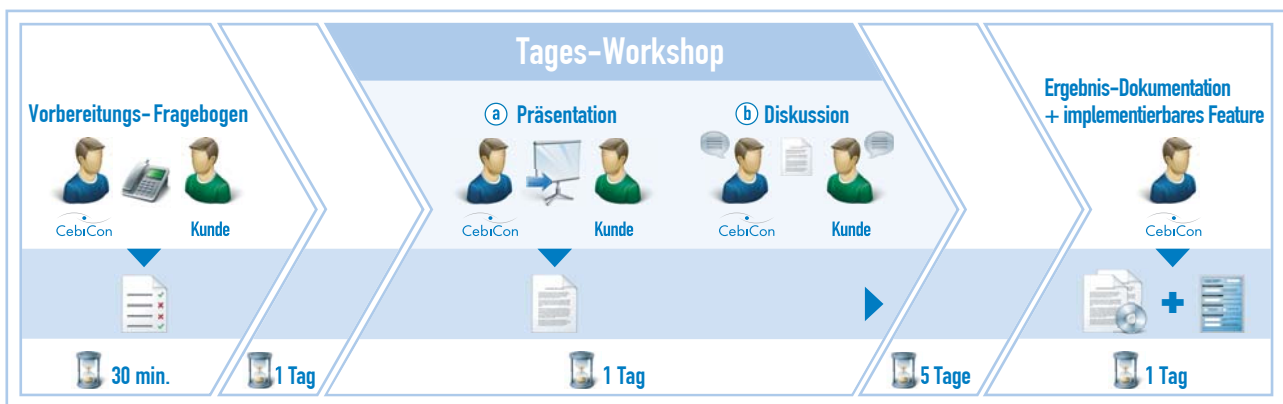 Tages-Workshop
Vorbereitungs-Fragebogen
CebiCon
Kunde
a Präsentation
CebiCon
Kunde
b Diskussion
CebiCon
Kunde
Ergebnis-Dokumentation
+ implementierbares Feature
CebiCon
30 min.
1 Tag
1 Tag
5 Tage
1 Tag